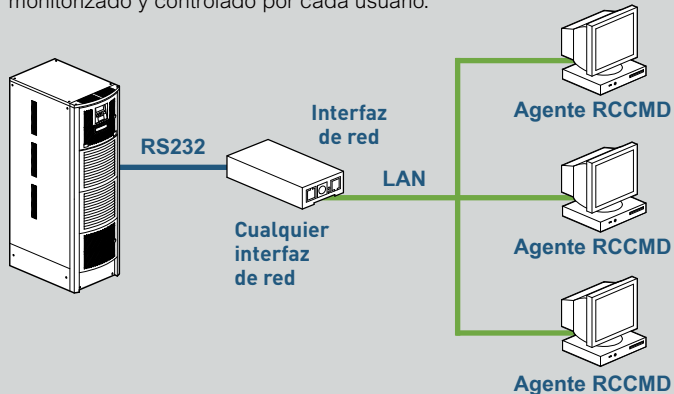 monitorizado y controlado por cada usuario.
RS232
Interfaz
de red
Cualquier
interfaz
de red
LAN
Agente RCCMD
Agente RCCMD
Agente RCCMD